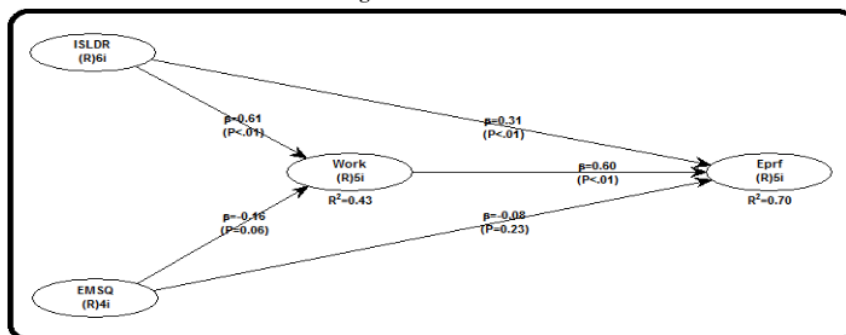 ISLDR
(R)6i
β=0.61
(P<.01)
β=0.31
(P<.01)
Work
(R)5i
R²=0.43
β=0.60
(P<.01)
Eprf
(R)5i
R²=0.70
β=-0.16
(P=0.06)
β=-0.08
(P=0.23)
EMSQ
(R)4i